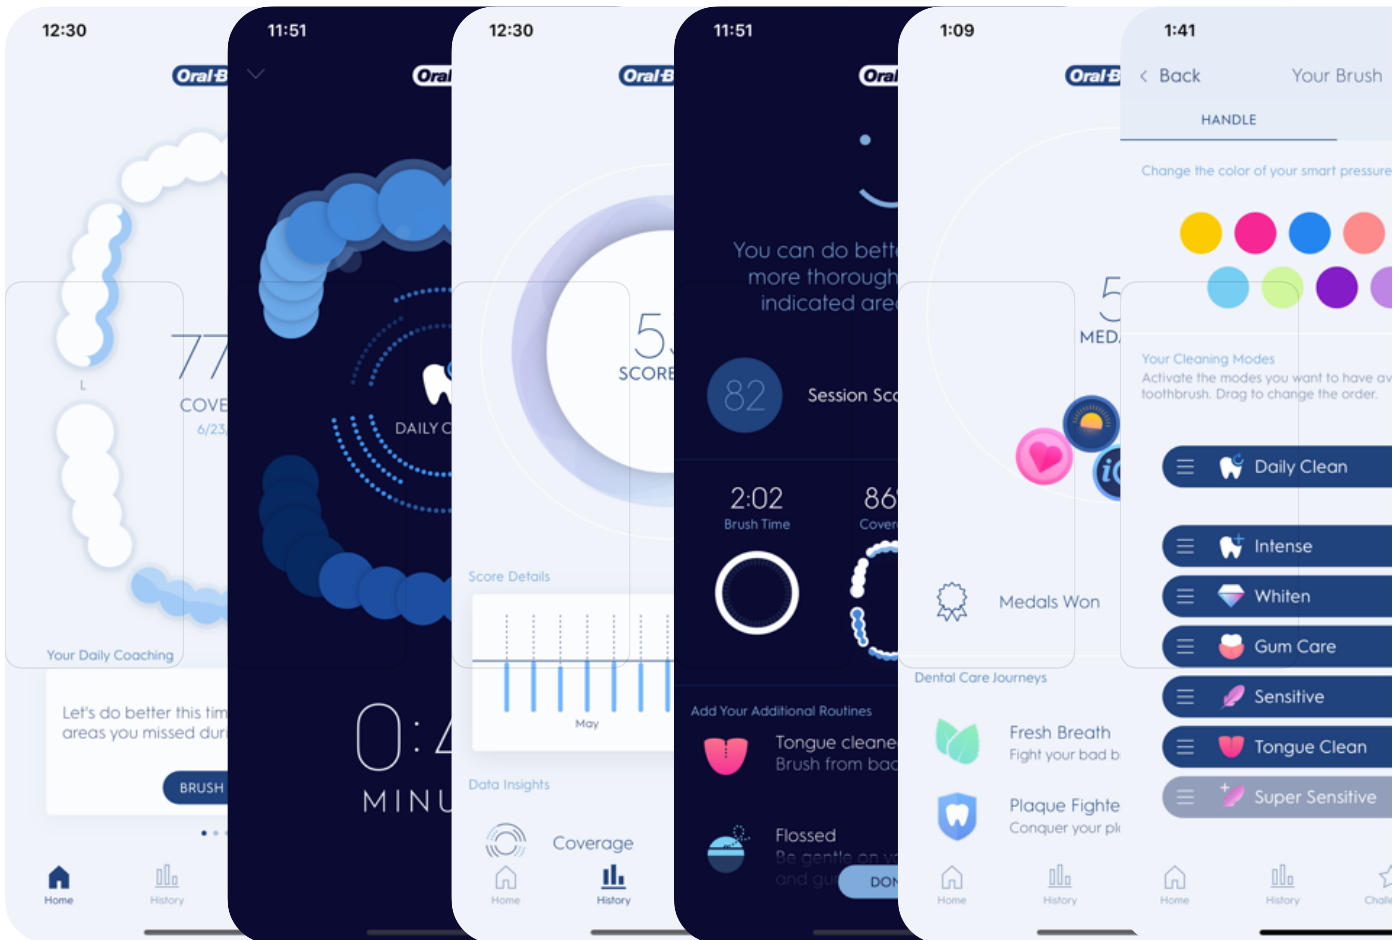 12:30
Oral-B
77
COVE
6/23/
L
Your Daily Coaching
Let's do better this tim
areas you missed duri
BRUSH
Home
History
11:51
Oral
DAILY C
0:4
MINU
12:30
Oral-B
5
SCORE
Score Details
May
Data Insights
Coverage
Home
History
11:51
Oral
You can do bette
more thorough
indicated area
82
Session Sco
2:02
Brush Time
86%
Cover
Add Your Additional Routines
Tongue cleane
Brush from bac
Flossed
Be gentle on yo
and gu
DON
1:09
Oral-B
5
MEDA
iO
Medals Won
Dental Care Journeys
Fresh Breath
Fight your bad b
Plaque Fighte
Conquer your pla
Home
History
1:41
Back
Your Brush
HANDLE
Change the color of your smart pressure
Your Cleaning Modes
Activate the modes you want to have av
toothbrush. Drag to change the order.
Daily Clean
Intense
Whiten
Gum Care
Sensitive
Tongue Clean
Super Sensitive
Home
History
Challe